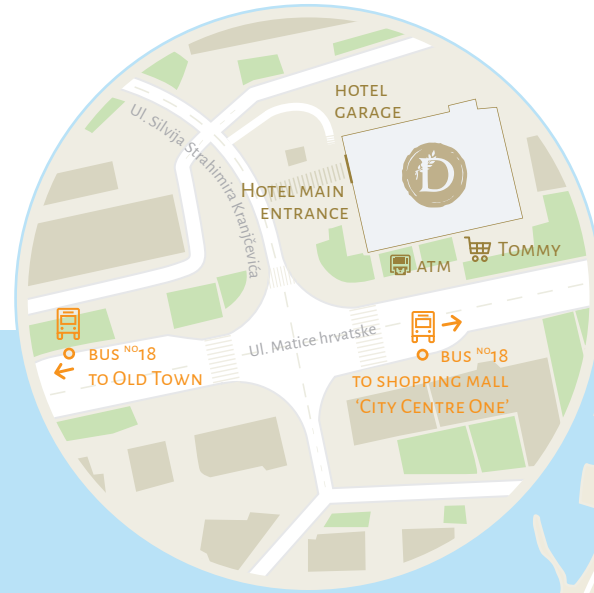 HOTEL
GARAGE
Ul. Silvija Strahimira Kranjčevića
HOTEL MAIN
ENTRANCE
D
ATM
TOMMY
Ul. Matice hrvatske
BUS NO18
TO OLD TOWN
BUS NO18
TO SHOPPING MALL
‘CITY CENTRE ONE’